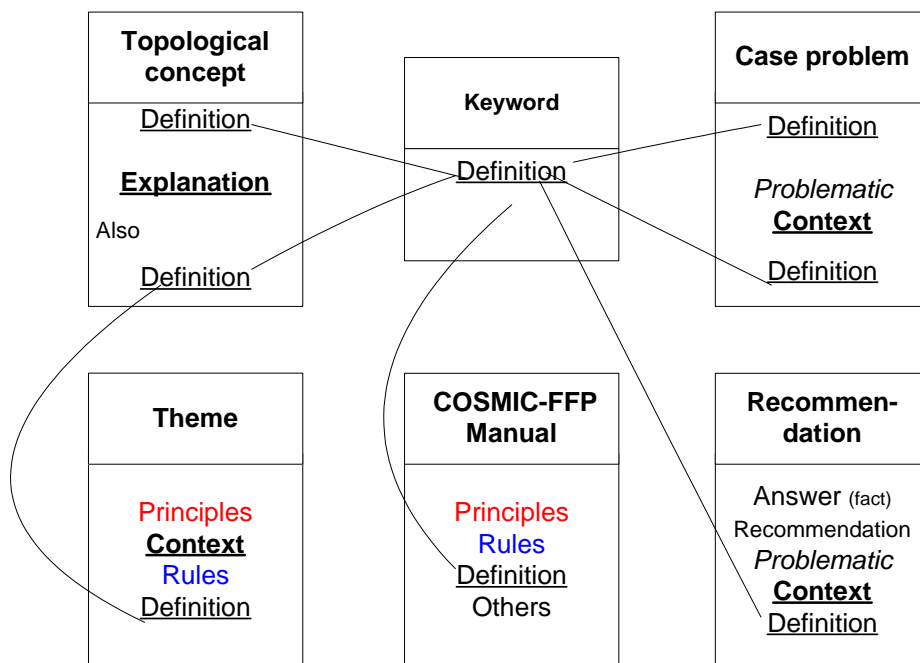 Topological
concept
Definition
Explanation
Also
Definition
Keyword
Definition
Case problem
Definition
Problematic
Context
Definition
Theme
Principles
Context
Rules
Definition
COSMIC-FFP
Manual
Principles
Rules
Definition
Others
Recommen-
dation
Answer (fact)
Recommendation
Problematic
Context
Definition